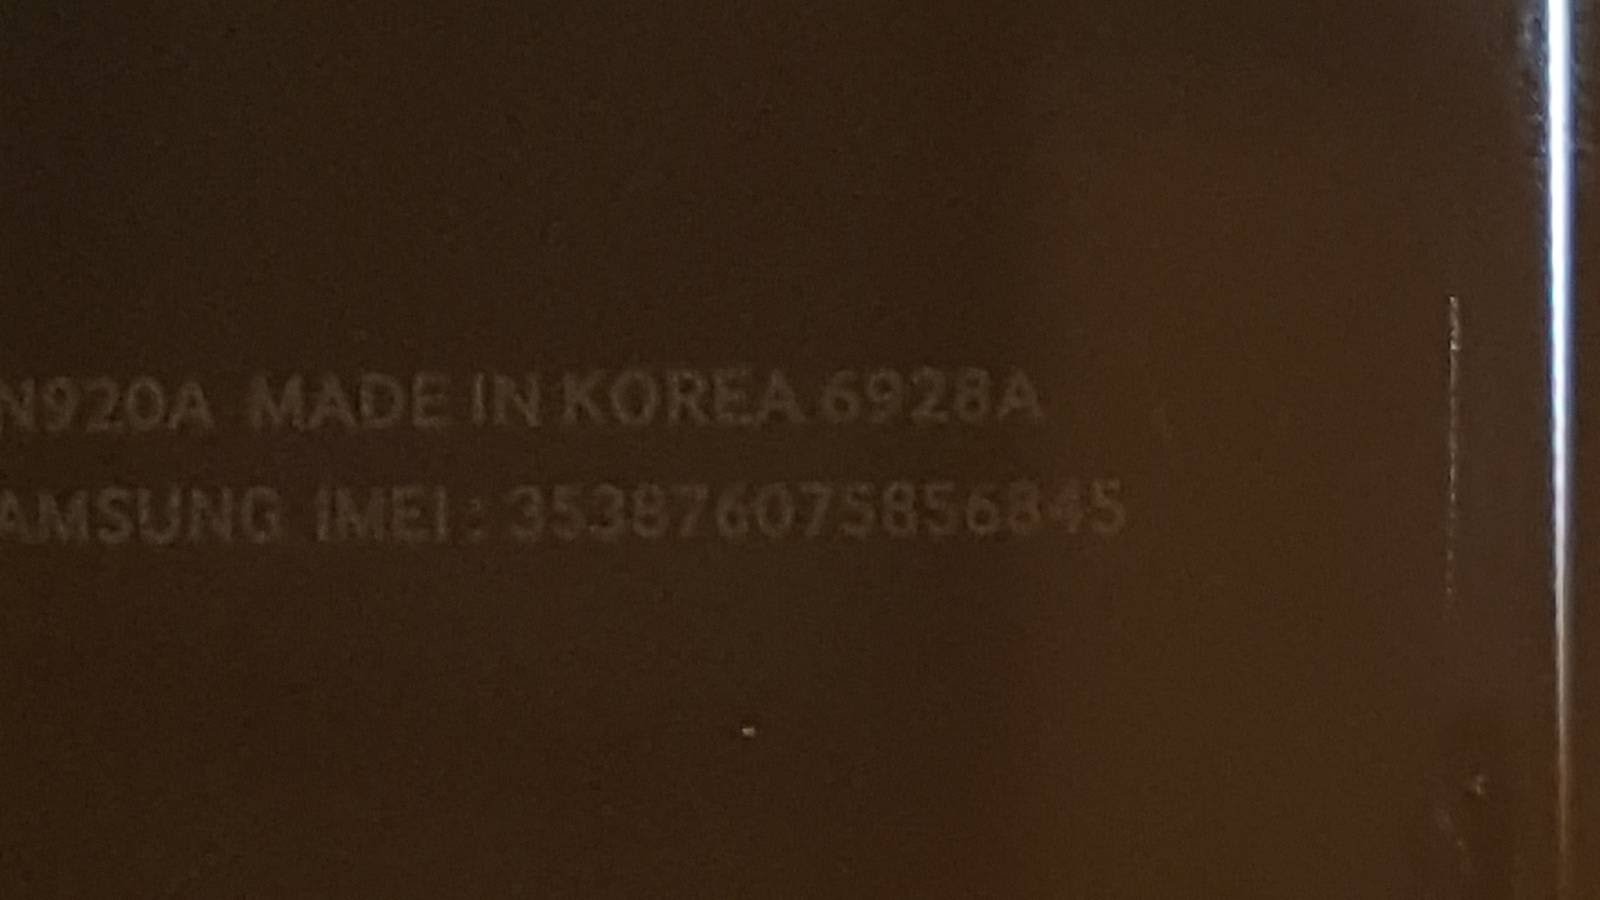 N920A MADE IN KOREA 6928A
AMSUNG IMEI : 353876075856845